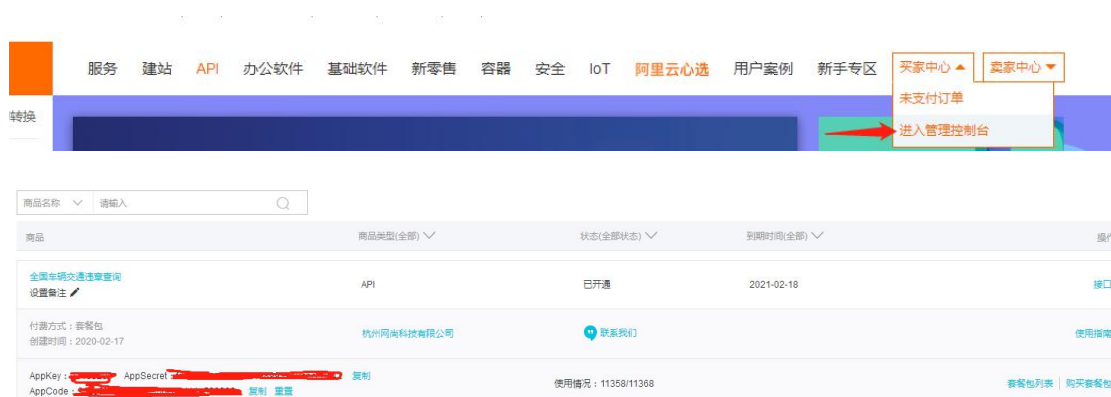 服务 建站 API 办公软件 基础软件 新零售 容器 安全 IoT 阿里云心选 用户案例 新手专区 买家中心 卖家中心
未支付订单
转换
进入管理控制台
商品名称 请输入
商品 商品类型(全部) 状态(全部状态) 到期时间(全部) 操作
全国车辆交通违章查询
设置备注
API 已开通 2021-02-18 接口
付费方式：套餐包
创建时间：2020-02-17
杭州网尚科技有限公司 联系我们 使用指南
AppKey： AppSecret： 复制
AppCode： 复制 重置
使用情况：11358/11368 套餐包列表 购买套餐包